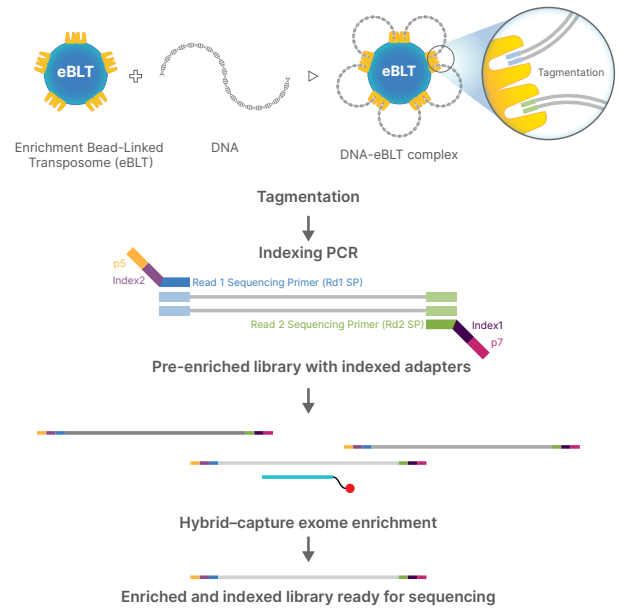 eBLT
eBLT
Tagmentation
Enrichment Bead-Linked
Transposome (eBLT)
DNA
DNA-eBLT complex
Tagmentation
Indexing PCR
p5
Index2
Read 1 Sequencing Primer (Rd1 SP)
Read 2 Sequencing Primer (Rd2 SP)
Index1
p7
Pre-enriched library with indexed adapters
Hybrid–capture exome enrichment
Enriched and indexed library ready for sequencing